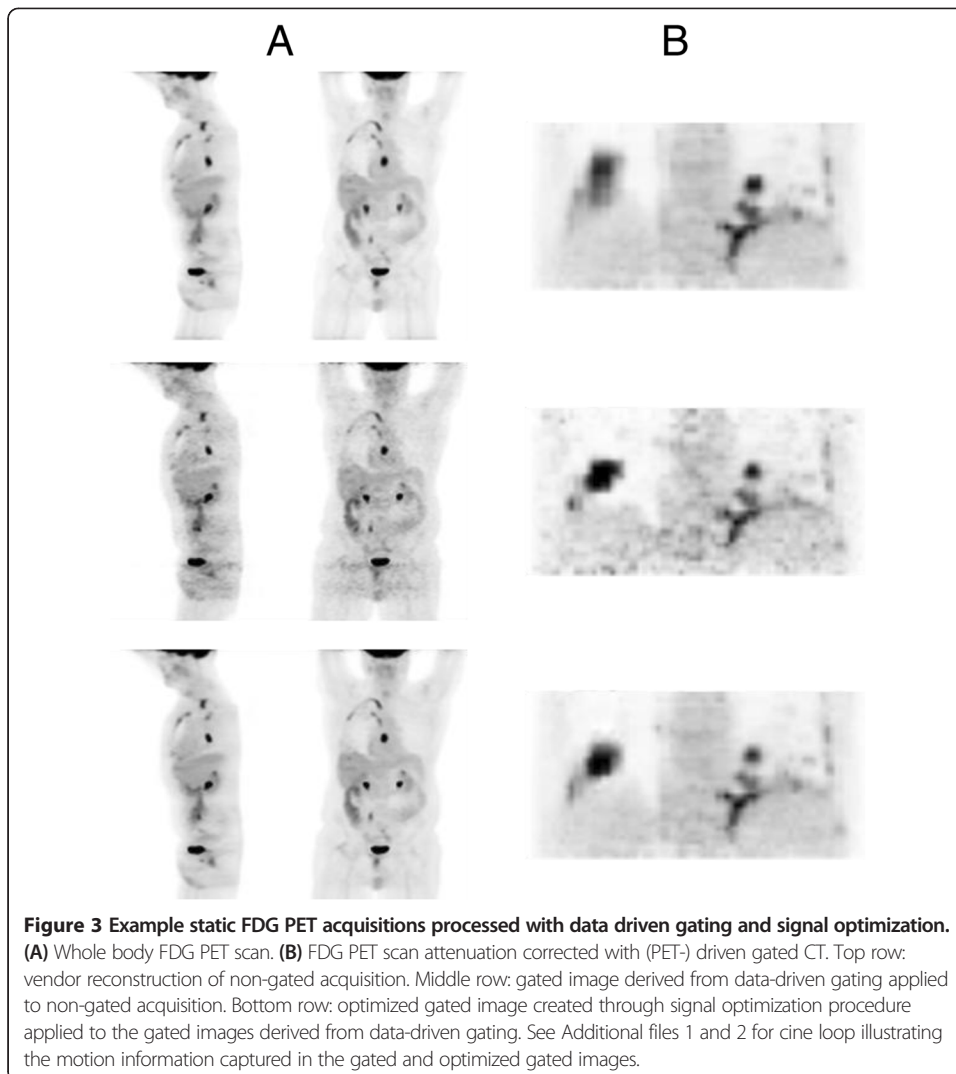 A
B
Figure 3 Example static FDG PET acquisitions processed with data driven gating and signal optimization.
(A) Whole body FDG PET scan. (B) FDG PET scan attenuation corrected with (PET-) driven gated CT. Top row:
vendor reconstruction of non-gated acquisition. Middle row: gated image derived from data-driven gating applied
to non-gated acquisition. Bottom row: optimized gated image created through signal optimization procedure
applied to the gated images derived from data-driven gating. See Additional files 1 and 2 for cine loop illustrating
the motion information captured in the gated and optimized gated images.